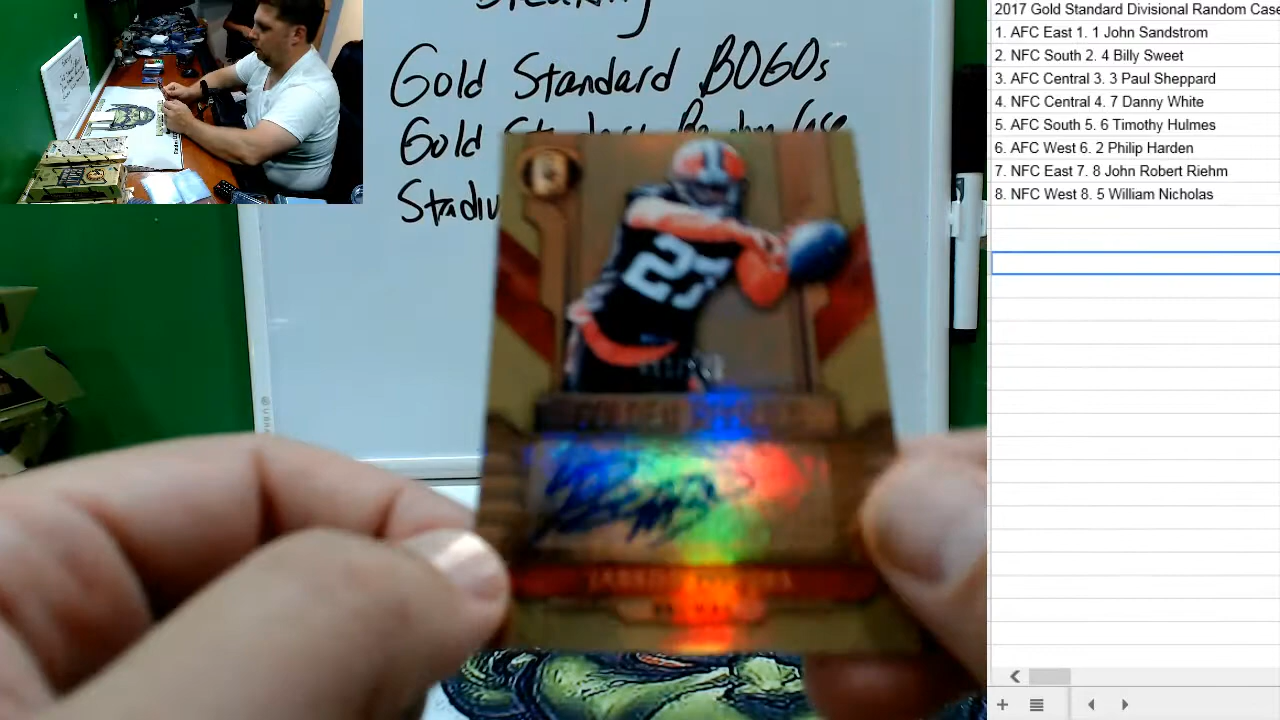 Breaking
Gold Standard BOGOs
Gold
Stadiu
27
2017 Gold Standard Divisional Random Case
1. AFC East 1. 1 John Sandstrom
2. NFC South 2. 4 Billy Sweet
3. AFC Central 3. 3 Paul Sheppard
4. NFC Central 4. 7 Danny White
5. AFC South 5. 6 Timothy Hulmes
6. AFC West 6. 2 Philip Harden
7. NFC East 7. 8 John Robert Riehm
8. NFC West 8. 5 William Nicholas